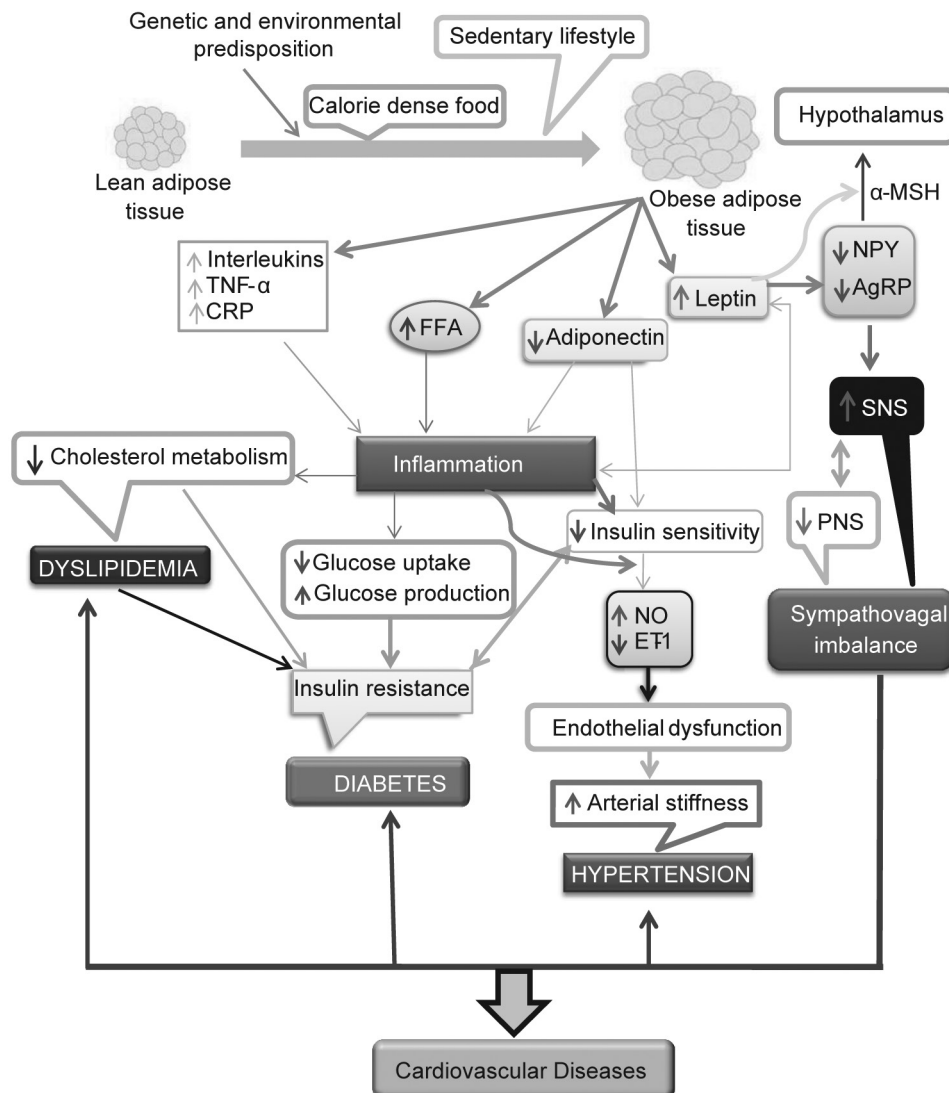 Genetic and environmental
predisposition
Sedentary lifestyle
Calorie dense food
Hypothalamus
Lean adipose
tissue
Obese adipose
tissue
α-MSH
↑ Interleukins
↑ TNF-α
↑ CRP
↑ FFA
↓ Adiponectin
↑ Leptin
↓ NPY
↓ AgRP
↑ SNS
↓ Cholesterol metabolism
Inflammation
↓ PNS
↓ Insulin sensitivity
DYSLIPIDEMIA
↓ Glucose uptake
↑ Glucose production
↑ NO
↓ ET-1
Sympathovagal
imbalance
Insulin resistance
Endothelial dysfunction
DIABETES
↑ Arterial stiffness
HYPERTENSION
Cardiovascular Diseases